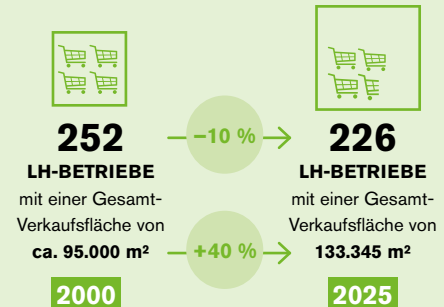 252
LH-BETRIEBE
mit einer Gesamt-
Verkaufsfläche von
ca. 95.000 m²
2000
–10 %
+40 %
226
LH-BETRIEBE
mit einer Gesamt-
Verkaufsfläche von
133.345 m²
2025